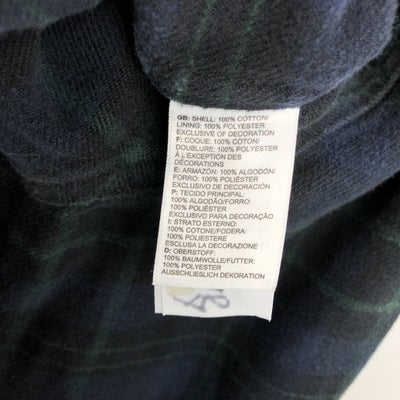 GB: SHELL: 100% COTTON/
LINING: 100% POLYESTER
EXCLUSIVE OF DECORATION
F: COQUE: 100% COTON/
DOUBLURE: 100% POLYESTER
À L'EXCEPTION DES
DÉCORATIONS
E: ARMAZÓN: 100% ALGODÓN/
FORRO: 100% POLIÉSTER
EXCLUSIVO DE DECORACIÓN
P: TECIDO PRINCIPAL:
100% ALGODÃO/FORRO:
100% POLIÉSTER
EXCLUSIVO PARA DECORAÇÃO
I: STRATO ESTERNO:
100% COTONE/FODERA:
100% POLIESTERE
ESCLUSA LA DECORAZIONE
D: OBERSTOFF:
100% BAUMWOLLE/FUTTER:
100% POLYESTER
AUSSCHLIEßLICH DEKORATION